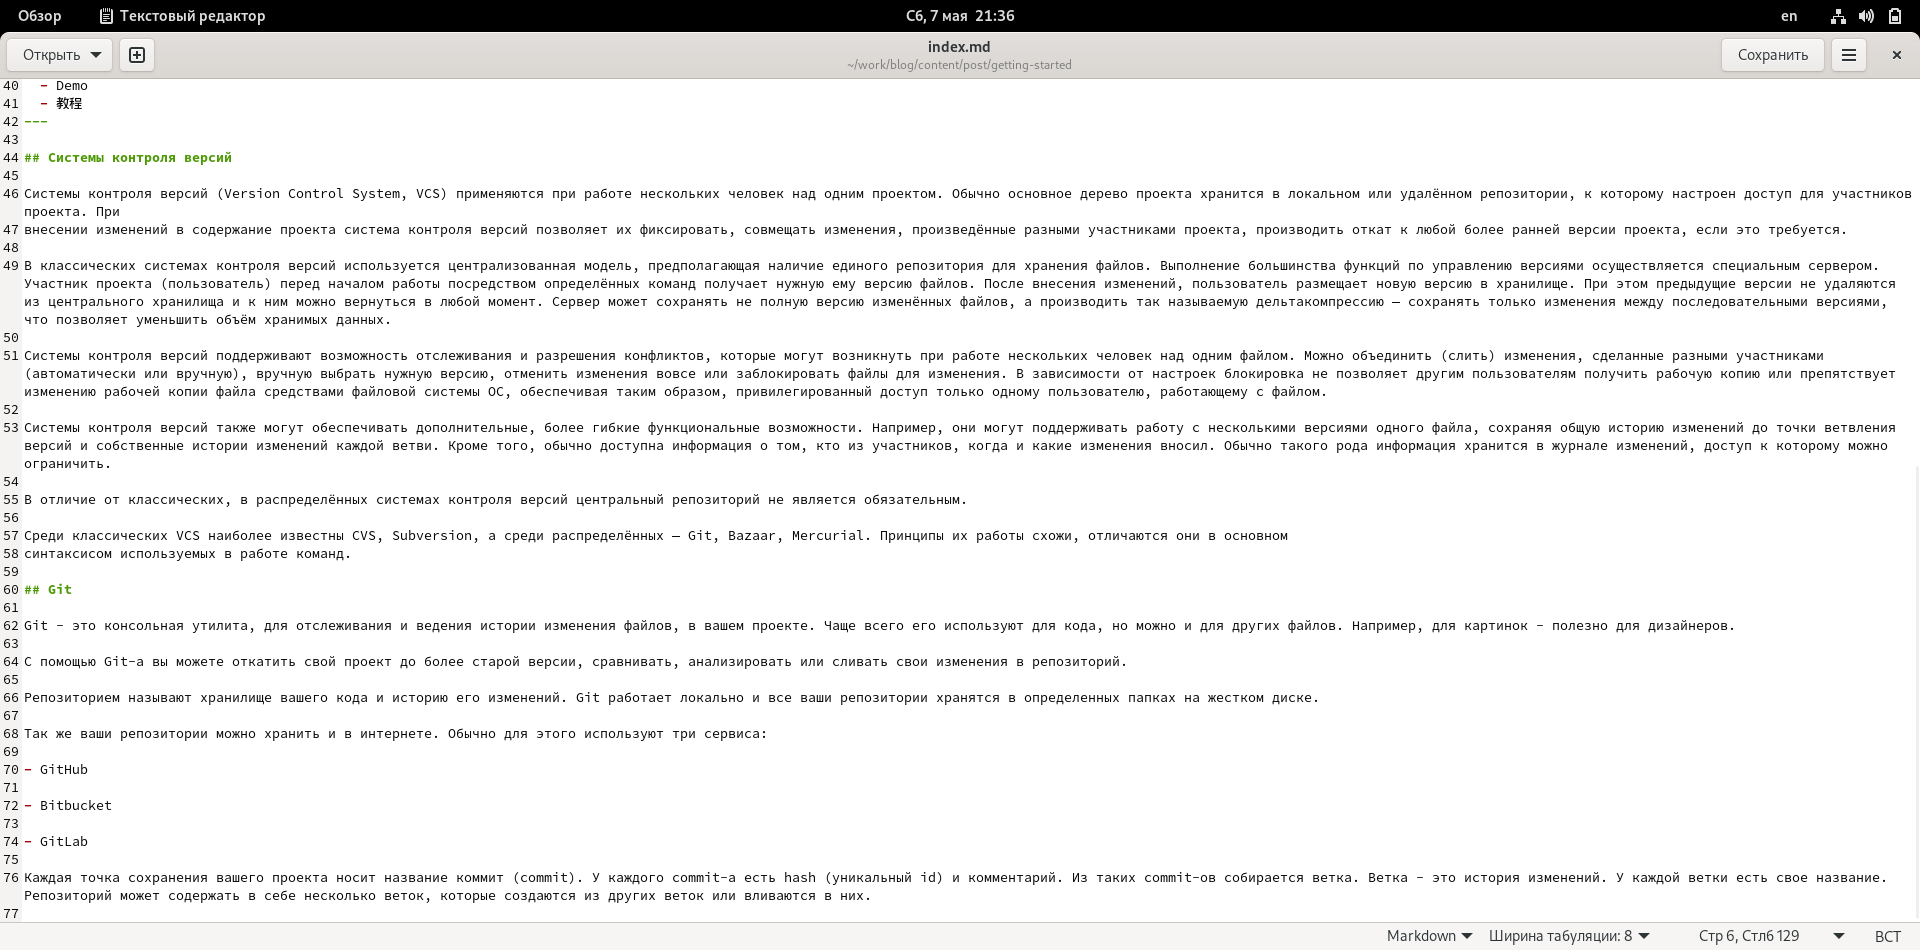 Обзор Текстовый редактор Сб, 7 мая 21:36 en
Открыть index.md Сохранить
~/work/blog/content/post/getting-started
40 - Demo
41 - 教程
42 ---
43
44 ## Системы контроля версий
45
46 Системы контроля версий (Version Control System, VCS) применяются при работе нескольких человек над одним проектом. Обычно основное дерево проекта хранится в локальном или удалённом репозитории, к которому настроен доступ для участников
проекта. При
47 внесении изменений в содержание проекта система контроля версий позволяет их фиксировать, совмещать изменения, произведённые разными участниками проекта, производить откат к любой более ранней версии проекта, если это требуется.
48
49 В классических системах контроля версий используется централизованная модель, предполагающая наличие единого репозитория для хранения файлов. Выполнение большинства функций по управлению версиями осуществляется специальным сервером.
Участник проекта (пользователь) перед началом работы посредством определённых команд получает нужную ему версию файлов. После внесения изменений, пользователь размещает новую версию в хранилище. При этом предыдущие версии не удаляются
из центрального хранилища и к ним можно вернуться в любой момент. Сервер может сохранять не полную версию изменённых файлов, а производить так называемую дельтакомпрессию — сохранять только изменения между последовательными версиями,
что позволяет уменьшить объём хранимых данных.
50
51 Системы контроля версий поддерживают возможность отслеживания и разрешения конфликтов, которые могут возникнуть при работе нескольких человек над одним файлом. Можно объединить (слить) изменения, сделанные разными участниками
(автоматически или вручную), вручную выбрать нужную версию, отменить изменения вовсе или заблокировать файлы для изменения. В зависимости от настроек блокировка не позволяет другим пользователям получить рабочую копию или препятствует
изменению рабочей копии файла средствами файловой системы ОС, обеспечивая таким образом, привилегированный доступ только одному пользователю, работающему с файлом.
52
53 Системы контроля версий также могут обеспечивать дополнительные, более гибкие функциональные возможности. Например, они могут поддерживать работу с несколькими версиями одного файла, сохраняя общую историю изменений до точки ветвления
версий и собственные истории изменений каждой ветви. Кроме того, обычно доступна информация о том, кто из участников, когда и какие изменения вносил. Обычно такого рода информация хранится в журнале изменений, доступ к которому можно
ограничить.
54
55 В отличие от классических, в распределённых системах контроля версий центральный репозиторий не является обязательным.
56
57 Среди классических VCS наиболее известны CVS, Subversion, а среди распределённых — Git, Bazaar, Mercurial. Принципы их работы схожи, отличаются они в основном
58 синтаксисом используемых в работе команд.
59
60 ## Git
61
62 Git - это консольная утилита, для отслеживания и ведения истории изменения файлов, в вашем проекте. Чаще всего его используют для кода, но можно и для других файлов. Например, для картинок - полезно для дизайнеров.
63
64 С помощью Git-a вы можете откатить свой проект до более старой версии, сравнивать, анализировать или сливать свои изменения в репозиторий.
65
66 Репозиторием называют хранилище вашего кода и историю его изменений. Git работает локально и все ваши репозитории хранятся в определенных папках на жестком диске.
67
68 Так же ваши репозитории можно хранить и в интернете. Обычно для этого используют три сервиса:
69
70 - GitHub
71
72 - Bitbucket
73
74 - GitLab
75
76 Каждая точка сохранения вашего проекта носит название коммит (commit). У каждого commit-a есть hash (уникальный id) и комментарий. Из таких commit-ов собирается ветка. Ветка - это история изменений. У каждой ветки есть свое название.
Репозиторий может содержать в себе несколько веток, которые создаются из других веток или вливаются в них.
77
Markdown Ширина табуляции: 8 Стр 6, Стлб 129 ВСТ